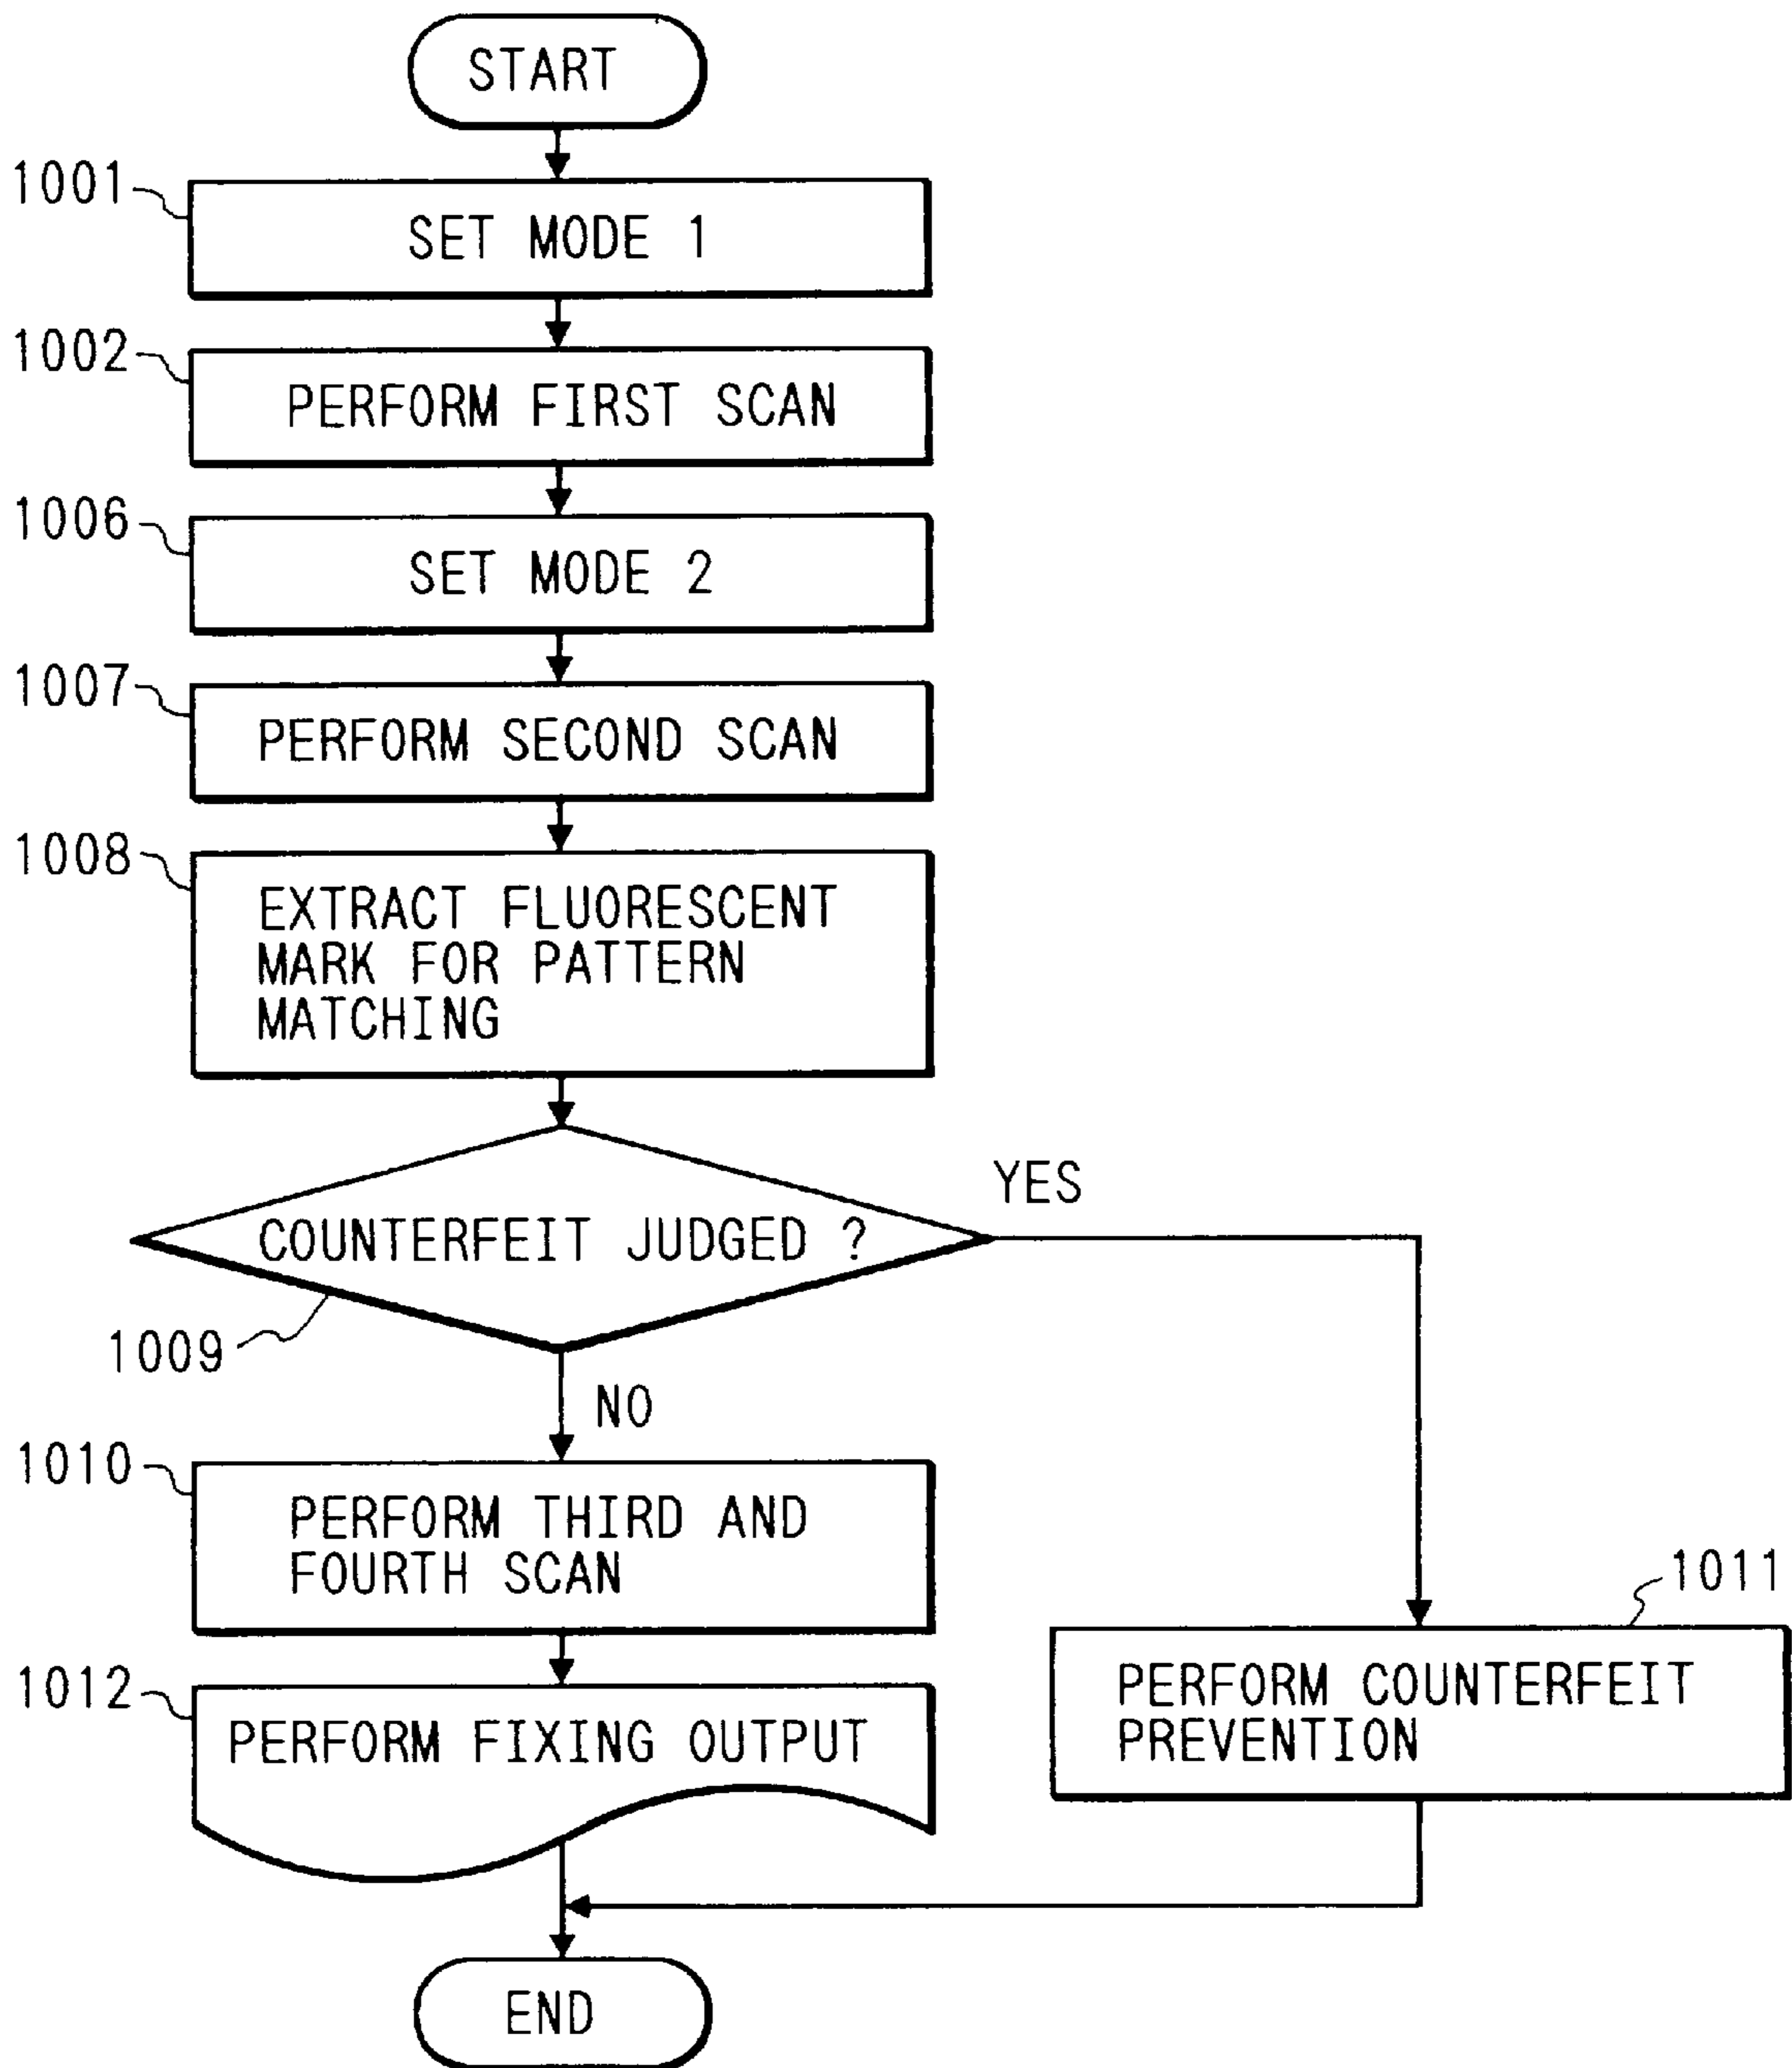 START
1001
SET MODE 1
1002
PERFORM FIRST SCAN
1006
SET MODE 2
1007
PERFORM SECOND SCAN
1008
EXTRACT FLUORESCENT
MARK FOR PATTERN
MATCHING
YES
COUNTERFEIT JUDGED ?
1009
NO
1010
PERFORM THIRD AND
FOURTH SCAN
1011
PERFORM COUNTERFEIT
PREVENTION
1012
PERFORM FIXING OUTPUT
END